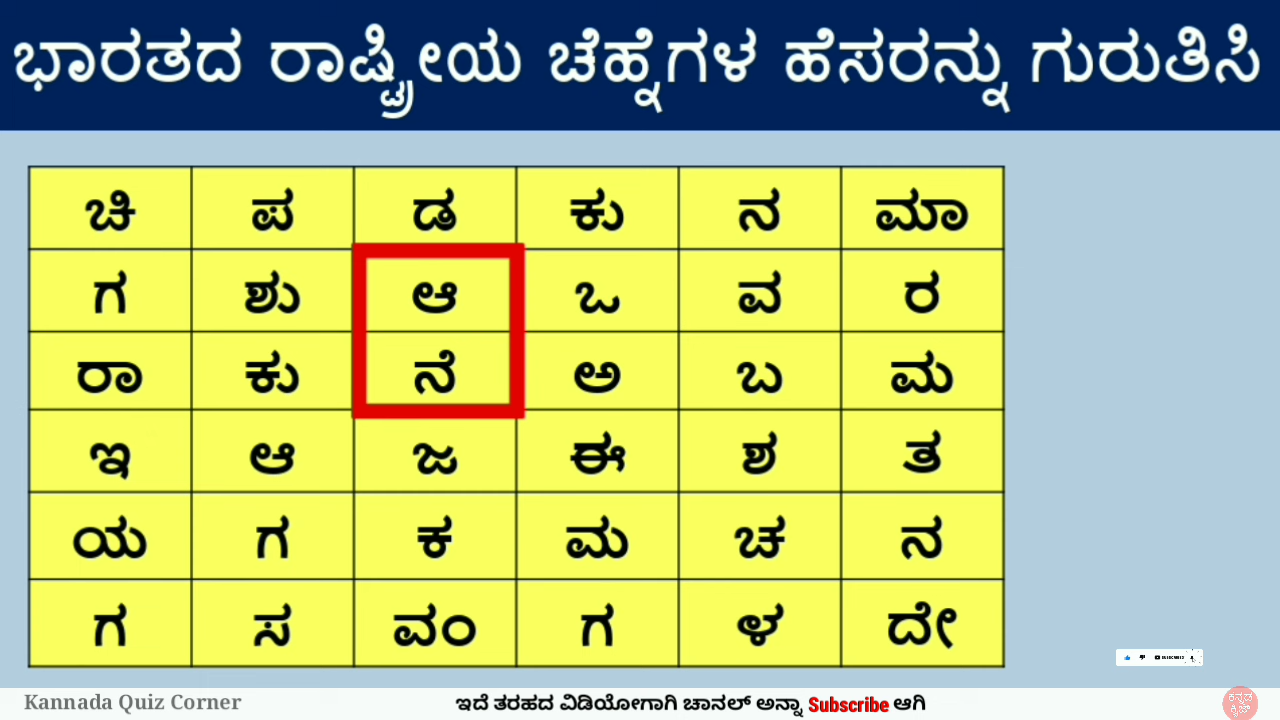 ಭಾರತದ ರಾಷ್ಟ್ರೀಯ ಚೆಹ್ನೆಗಳ ಹೆಸರನ್ನು ಗುರುತಿಸಿ
ಚಿ ಪ ಡ ಕು ನ ಮಾ
ಗ ಶು ಆ ಒ ವ ರ
ರಾ ಕು ನೆ ಅ ಬ ಮ
ಇ ಆ ಜ ಈ ಶ ತ
ಯ ಗ ಕ ಮ ಚ ನ
ಗ ಸ ವಂ ಗ ಳ ದೇ
Kannada Quiz Corner
ಇದೆ ತರಹದ ವಿಡಿಯೋಗಾಗಿ ಚಾನಲ್ ಅನ್ನಾ Subscribe ಆಗಿ